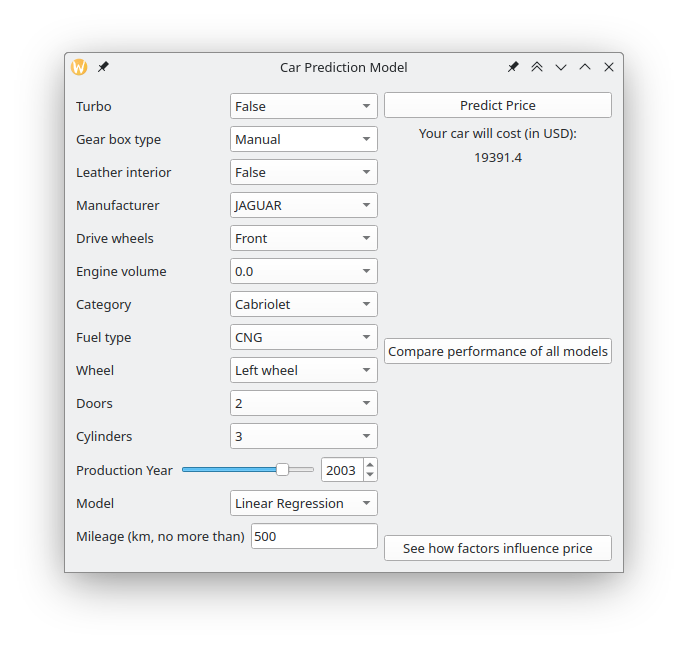 W
Car Prediction Model
Turbo False
Gear box type Manual
Leather interior False
Manufacturer JAGUAR
Drive wheels Front
Engine volume 0.0
Category Cabriolet
Fuel type CNG
Wheel Left wheel
Doors 2
Cylinders 3
Production Year 2003
Model Linear Regression
Mileage (km, no more than) 500
Predict Price
Your car will cost (in USD):
19391.4
Compare performance of all models
See how factors influence price